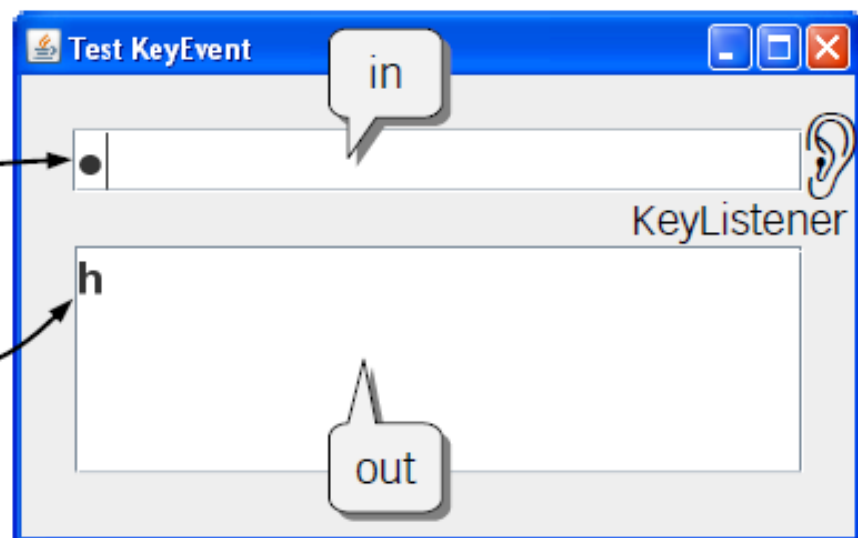 Test KeyEvent
in
•
KeyListener
h
out